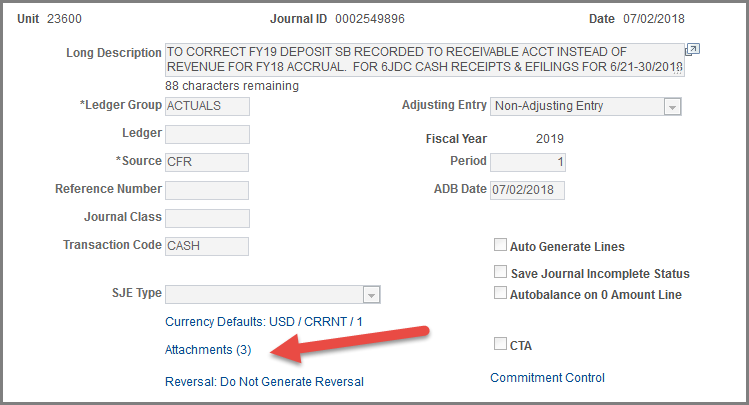 Unit 23600 Journal ID 0002549896 Date 07/02/2018
Long Description TO CORRECT FY19 DEPOSIT SB RECORDED TO RECEIVABLE ACCT INSTEAD OF
REVENUE FOR FY18 ACCRUAL. FOR 6JDC CASH RECEIPTS & EFILINGS FOR 6/21-30/2018
88 characters remaining
*Ledger Group ACTUALS Adjusting Entry Non-Adjusting Entry
Ledger Fiscal Year 2019
*Source CFR Period 1
Reference Number ADB Date 07/02/2018
Journal Class
Transaction Code CASH Auto Generate Lines
Save Journal Incomplete Status
SJE Type Autobalance on 0 Amount Line
Currency Defaults: USD / CRRNT / 1
Attachments (3) CTA
Reversal: Do Not Generate Reversal Commitment Control